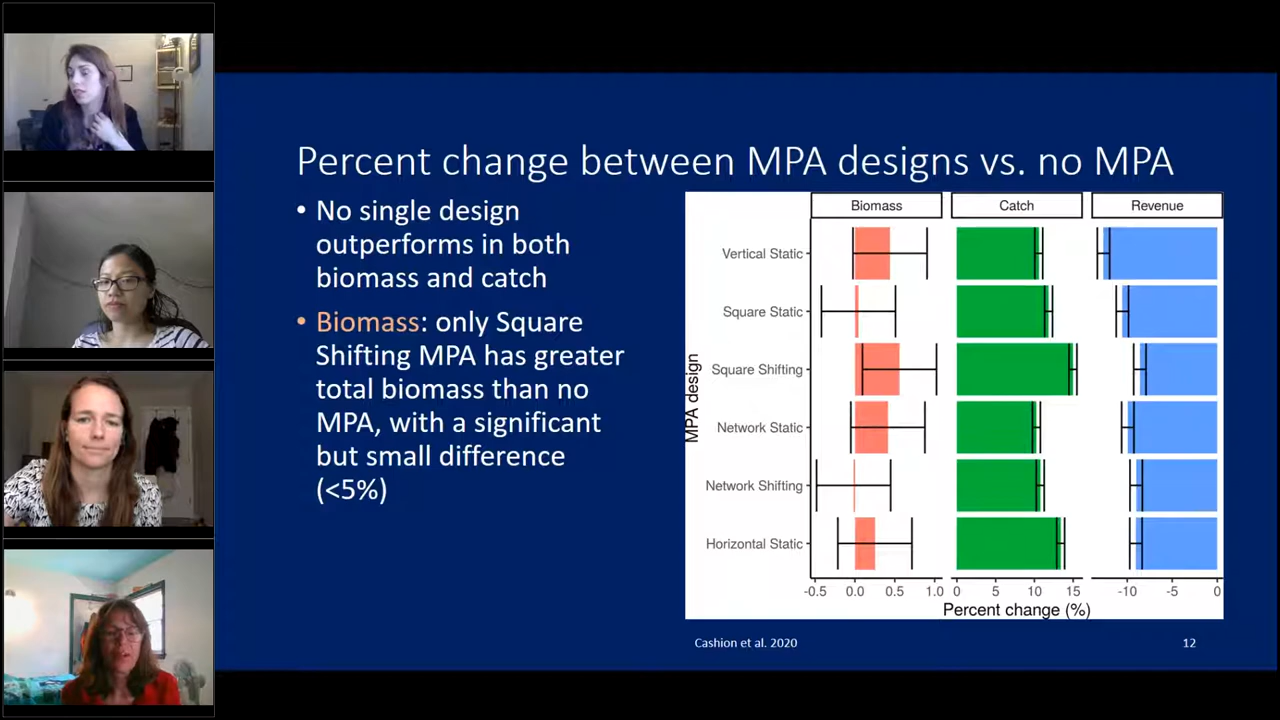 Percent change between MPA designs vs. no MPA
• No single design
outperforms in both
biomass and catch
• Biomass: only Square
Shifting MPA has greater
total biomass than no
MPA, with a significant
but small difference
(<5%)
Biomass Catch Revenue
MPA design
Vertical Static
Square Static
Square Shifting
Network Static
Network Shifting
Horizontal Static
-0.5 0.0 0.5 1.0 0 5 10 15 -10 -5 0
Percent change (%)
Cashion et al. 2020
12